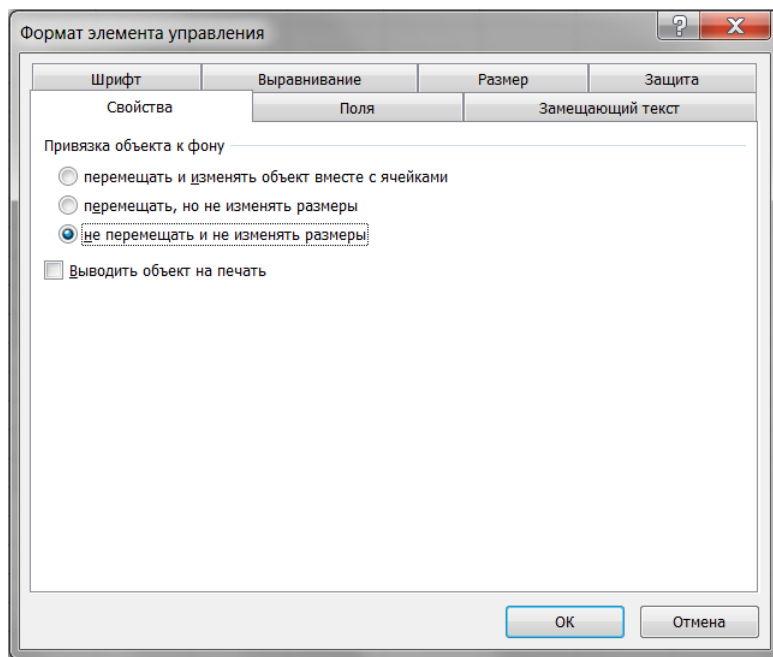 Формат элемента управления
Шрифт Выравнивание Размер Защита
Свойства Поля Замещающий текст
Привязка объекта к фону
перемещать и изменять объект вместе с ячейками
перемещать, но не изменять размеры
не перемещать и не изменять размеры
Выводить объект на печать
ОК Отмена